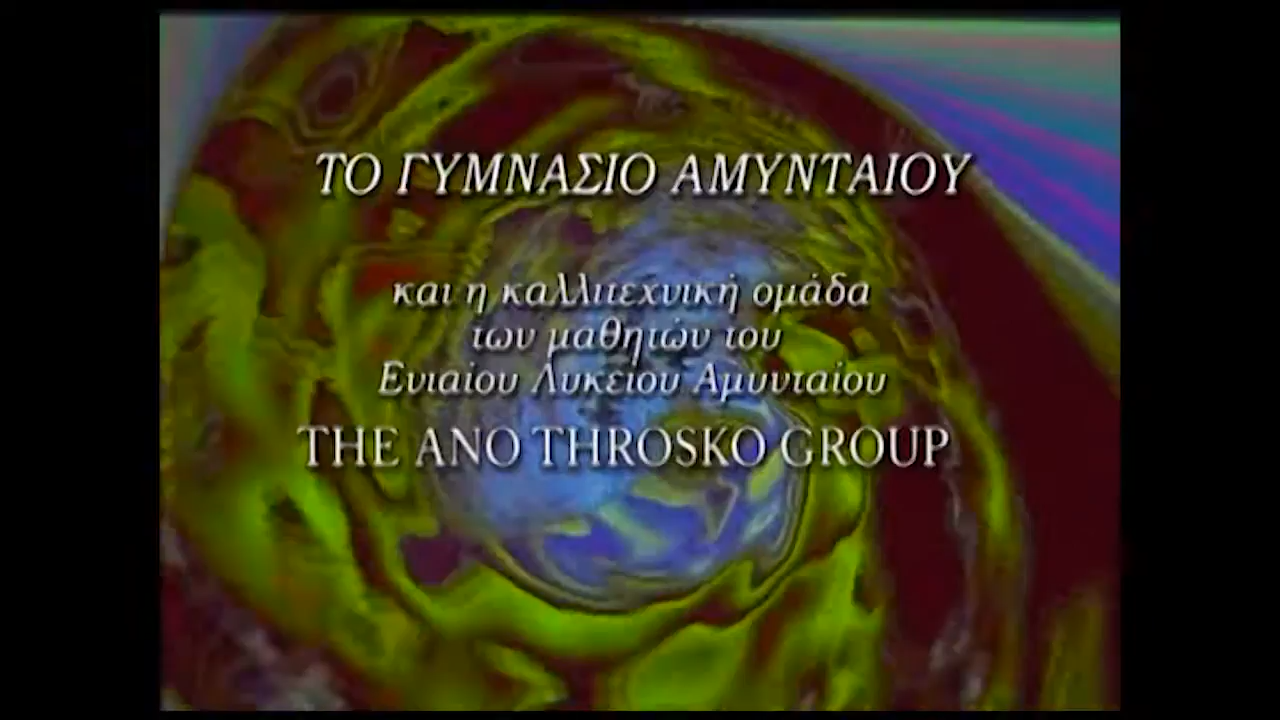 ΤΟ ΓΥΜΝΑΣΙΟ ΑΜΥΝΤΑΙΟΥ
και η καλλιτεχνική ομάδα
των μαθητών του
Ενιαίου Λυκείου Αμυνταίου
THE ANO THROSKO GROUP